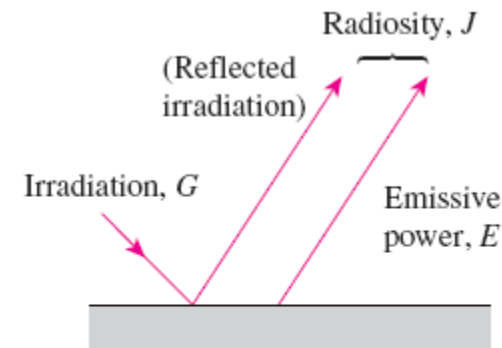 Radiosity, J
(Reflected
irradiation)
Irradiation, G
Emissive
power, E